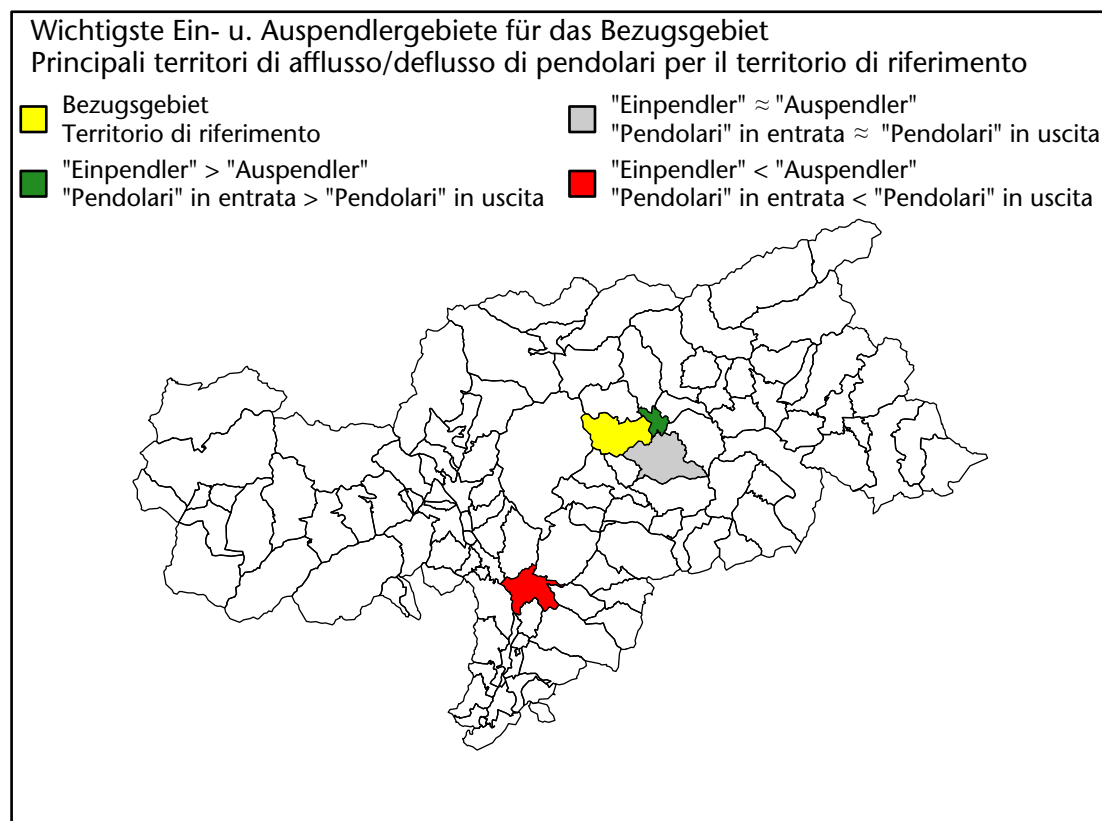 Wichtigste Ein- u. Auspendlergebiete für das Bezugsgebiet
Principali territori di afflusso/deflusso di pendolari per il territorio di riferimento
Bezugsgebiet
Territorio di riferimento
"Einpendler" > "Auspendler"
"Pendolari" in entrata > "Pendolari" in uscita
"Einpendler" ≈ "Auspendler"
"Pendolari" in entrata ≈ "Pendolari" in uscita
"Einpendler" < "Auspendler"
"Pendolari" in entrata < "Pendolari" in uscita